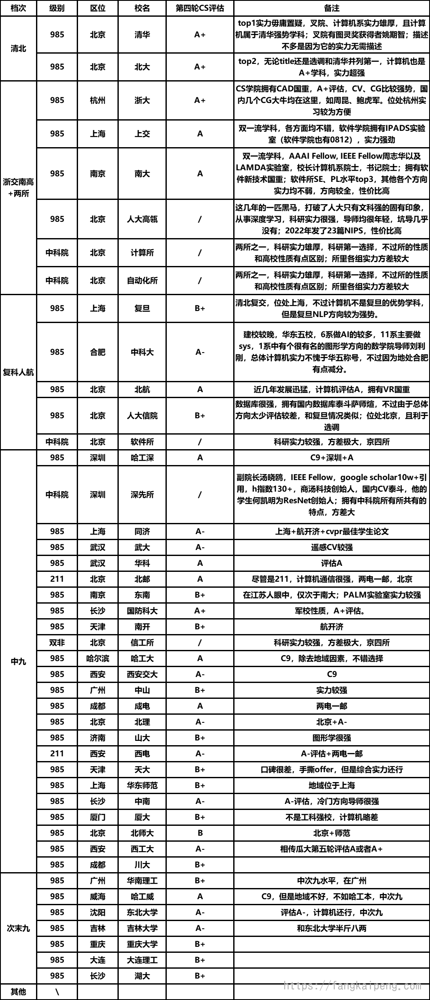 档次 级别 区位 校名 第四轮CS评估 备注
清北
985 北京 清华 A+
top1实力毋庸置疑，叉院、计算机系实力雄厚，且计算
机属于清华强势学科；叉院有图灵奖获得者姚期智；描述
不多是因为它的实力无需描述
985 北京 北大 A+
top2，无论title还是选调和清华并列第一，计算机也是
A+学科，实力超强
浙交南高
+两所
985 杭州 浙大 A+
CS学院拥有CAD国重，A+评估，CV、CG比较强势，国
内几个CG大牛均在这里，如周昆、鲍虎军。位处杭州实
习较为方便
985 上海 上交 A
双一流学科，各方面均不错，软件学院拥有IPADS实验
室（软件学院也有0812），实力强劲
985 南京 南大 A
双一流学科，AAAI Fellow, IEEE Fellow周志华以及
LAMDA实验室，校长计算机系院士，书记院士；拥有软
件新技术国重；软件所SE、PL水平top3，其他各个方向
实力均不弱，方向较全，性价比高
985 北京 人大高瓴 /
这几年的一匹黑马，打破了人大只有文科强的固有印象，
从事深度学习，科研实力很强，导师均很年轻，坑导几乎
没有；2022年发了23篇NIPS，性价比高
中科院 北京 计算所 /
两所之一，科研实力雄厚，科研第一选择，不过所的性质
和高校性质有点区别；所里各组实力方差较大
中科院 北京 自动化所 /
两所之一，科研实力雄厚，科研第一选择，不过所的性质
和高校性质有点区别；所里各组实力方差较大
复科人航
985 上海 复旦 B+
清北复交，位处上海，不过计算机不是复旦的优势学科，
但是复旦NLP方向较为强势。
985 合肥 中科大 A-
建校较晚，华东五校，6系做AI的较多，11系主要做
sys，1系中有个很有名的图形学方向的数学院导师刘利
刚，总体计算机实力不愧于华五称号，不过因为地处合肥
有点减分。
985 北京 北航 A 近几年发展迅猛，计算机评估A，拥有VR国重
985 北京 人大信院 B+
数据库很强，拥有国内数据库泰斗萨师煊，不过由于总体
方向太少评估较差，和复旦情况类似；位处北京，且利于
选调
中科院 北京 软件所 / 科研实力较强，方差极大，京四所
中九
985 深圳 哈工深 A C9+深圳+A
中科院 深圳 深先所 /
副院长汤晓鸥，IEEE Fellow，google scholar10w+引
用，h指数130+，商汤科技创始人，国内CV泰斗，他的
学生何凯明为ResNet创始人；拥有中科院所有所共有的
特点，方差大
985 上海 同济 A- 上海+航开济+cvpr最佳学生论文
985 武汉 武大 A- 遥感CV较强
985 武汉 华科 A 评估A
211 北京 北邮 A 尽管是211，计算机通信很强，两电一邮，北京
985 南京 东南 B+ 在江苏人眼中，仅次于南大；PALM实验室实力较强
985 长沙 国防科大 A+ 军校性质，A+评估。
985 天津 南开 B+ 航开济
双非 北京 信工所 / 科研实力较强，方差极大，京四所
985 哈尔滨 哈工大 A C9，除去地域因素，不错选择
985 西安 西安交大 A- C9
985 广州 中山 B+ 实力较强
985 成都 成电 A 两电一邮
985 北京 北理 A- 北京+A-
985 济南 山大 B+ 图形学很强
211 西安 西电 A- A-评估+两电一邮
985 天津 天大 B+ 口碑很差，手撕offer，但是综合实力还行
985 上海 华东师范 B+ 地域位于上海
985 长沙 中南 A- A-评估，冷门方向导师很强
985 厦门 厦大 B+ 不是工科强校，计算机略差
985 北京 北师大 B 北京+师范
985 西安 西工大 A- 相传瓜大第五轮评估A或者A+
985 成都 川大 B+
次末九
985 广州 华南理工 B+ 中次九水平，在广州
985 威海 哈工威 A C9，但是地域不好，不如哈工本，中次九
985 沈阳 东北大学 A- 评估A-，计算机还行，中次九
985 吉林 吉林大学 A- 和东北大学半斤八两
985 重庆 重庆大学 B+
985 大连 大连理工 B+
985 长沙 湖大 B+
其他 \
https://fangkaipeng.com